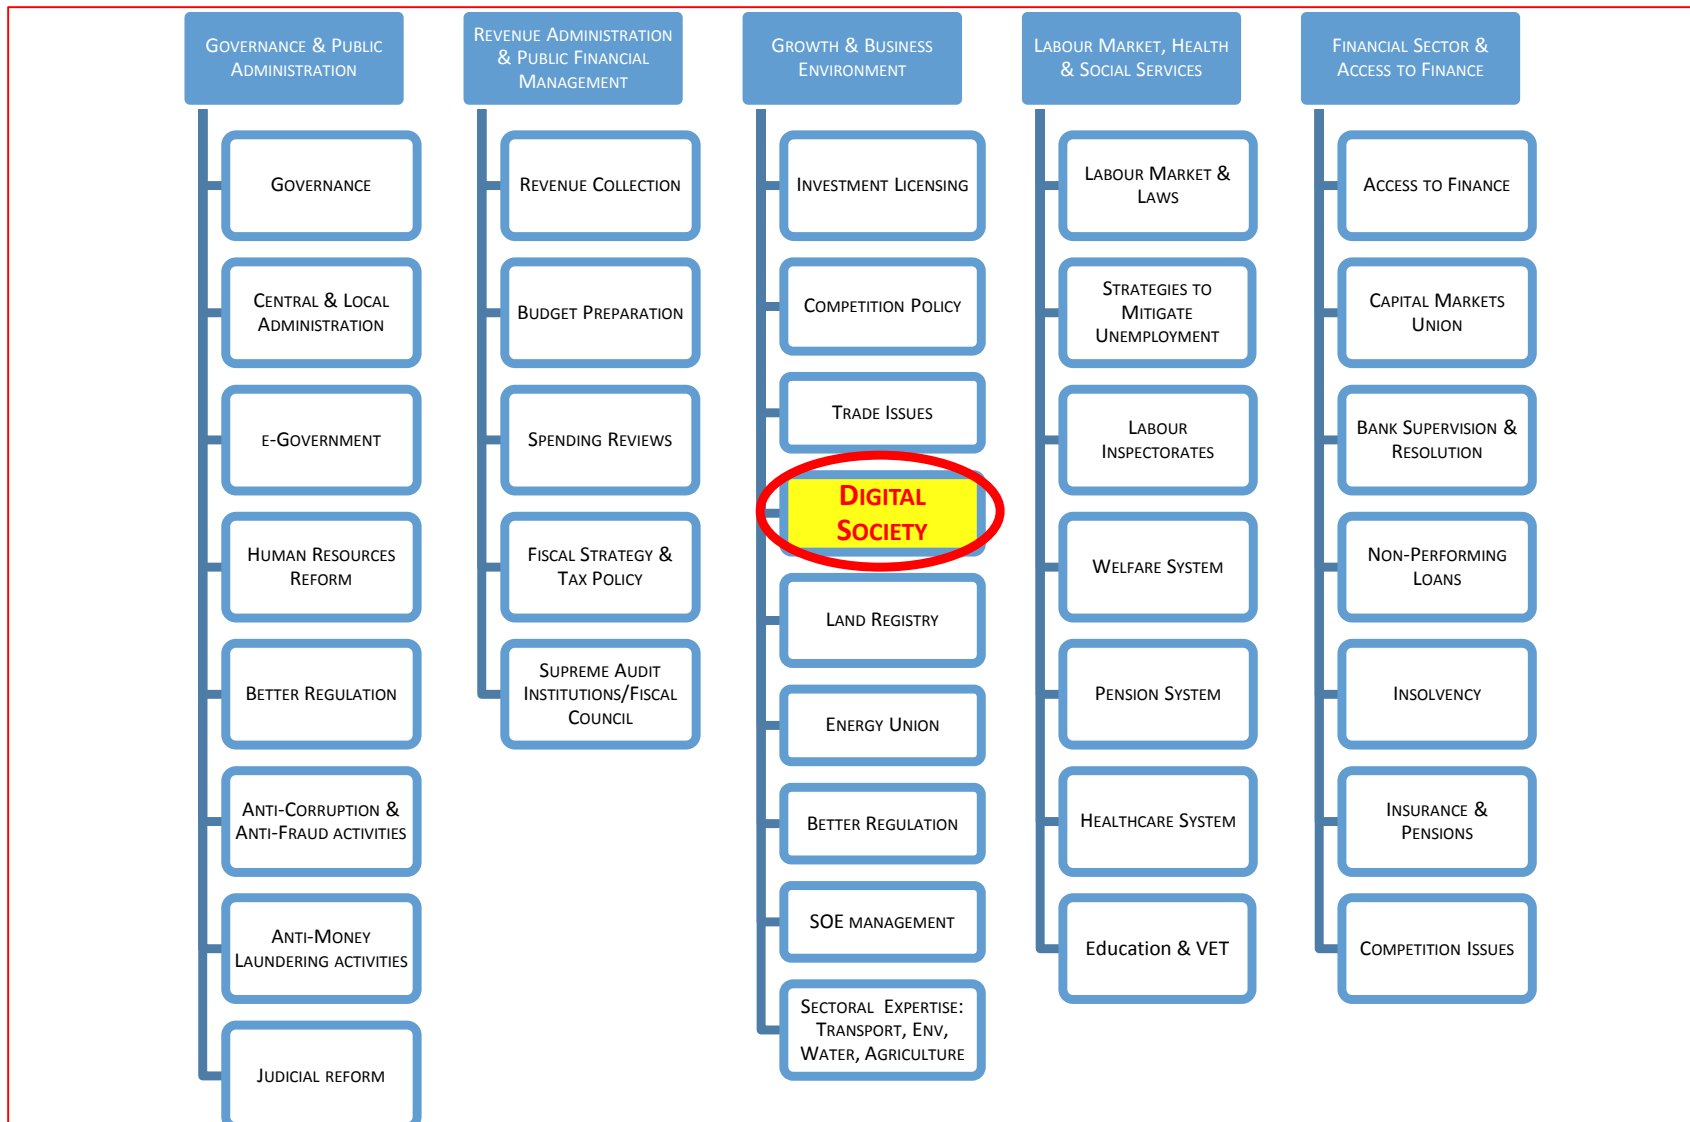 Governance & Public
Administration
Governance
Central & Local
Administration
e-Government
Human Resources
Reform
Better Regulation
Anti-Corruption &
Anti-Fraud activities
Anti-Money
Laundering activities
Judicial reform
Revenue Administration
& Public Financial
Management
Revenue Collection
Budget Preparation
Spending Reviews
Fiscal Strategy &
Tax Policy
Supreme Audit
Institutions/Fiscal
Council
Growth & Business
Environment
Investment Licensing
Competition Policy
Trade Issues
Digital
Society
Land Registry
Energy Union
Better Regulation
SOE management
Sectoral Expertise:
Transport, Env,
Water, Agriculture
Labour Market, Health
& Social Services
Labour Market &
Laws
Strategies to
Mitigate
Unemployment
Labour
Inspectorates
Welfare System
Pension System
Healthcare System
Education & VET
Financial Sector &
Access to Finance
Access to Finance
Capital Markets
Union
Bank Supervision &
Resolution
Non-Performing
Loans
Insolvency
Insurance &
Pensions
Competition Issues